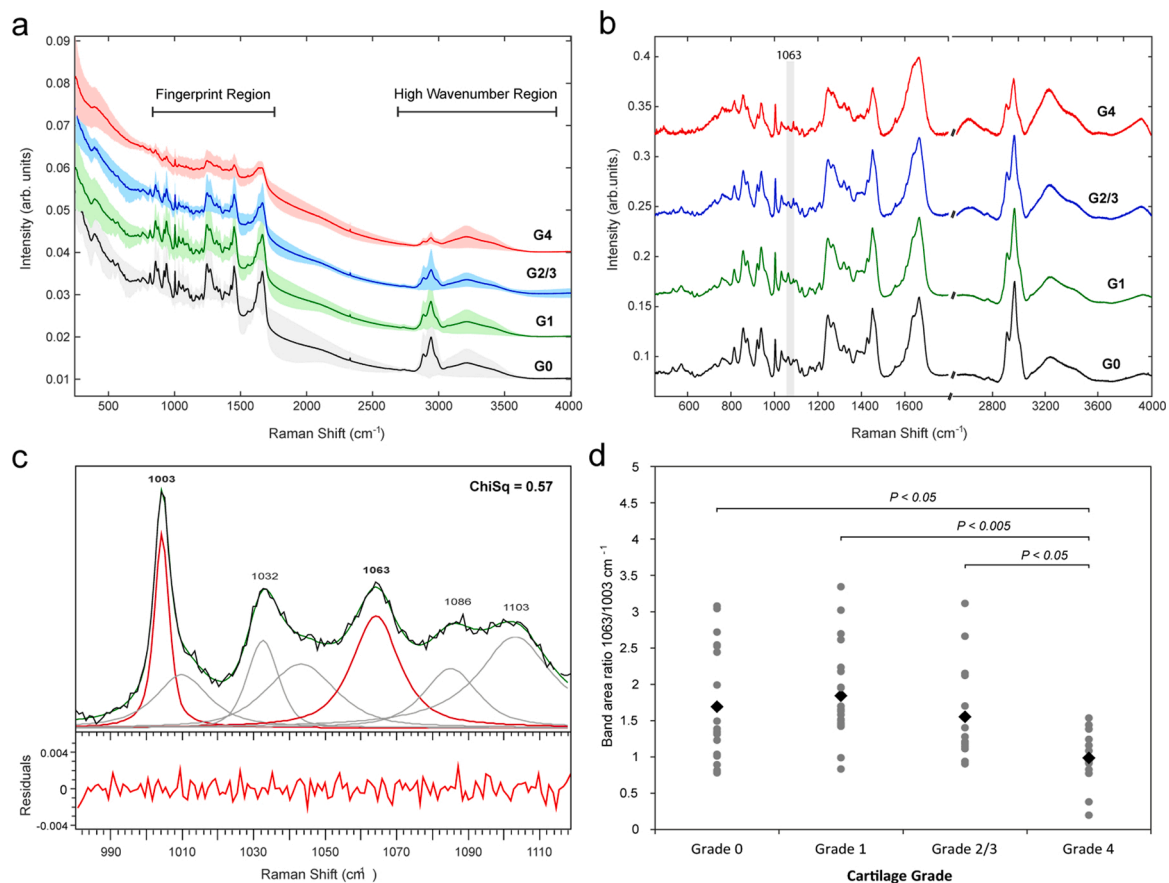 a
0.09
0.08
0.07
0.06
0.05
0.04
0.03
0.02
0.01
Intensity (arb. units)
Fingerprint Region
High Wavenumber Region
G4
G2/3
G1
G0
500 1000 1500 2000 2500 3000 3500 4000
Raman Shift (cm-1)
b
0.4
0.35
0.3
0.25
0.2
0.15
0.1
Intensity (arb.units.)
1063
G4
G2/3
G1
G0
600 800 1000 1200 1400 1600 2800 3200 3600 4000
Raman Shift (cm-1)
c
1003
ChiSq = 0.57
1032
1063
1086
1103
Residuals
0.004
0
-0.004
990 1010 1030 1050 1070 1090 1110
Raman Shift (cm-1)
d
5
4.5
4
3.5
3
2.5
2
1.5
1
0.5
0
Band area ratio 1063/1003 cm -1
P < 0.05
P < 0.005
P < 0.05
Grade 0 Grade 1 Grade 2/3 Grade 4
Cartilage Grade